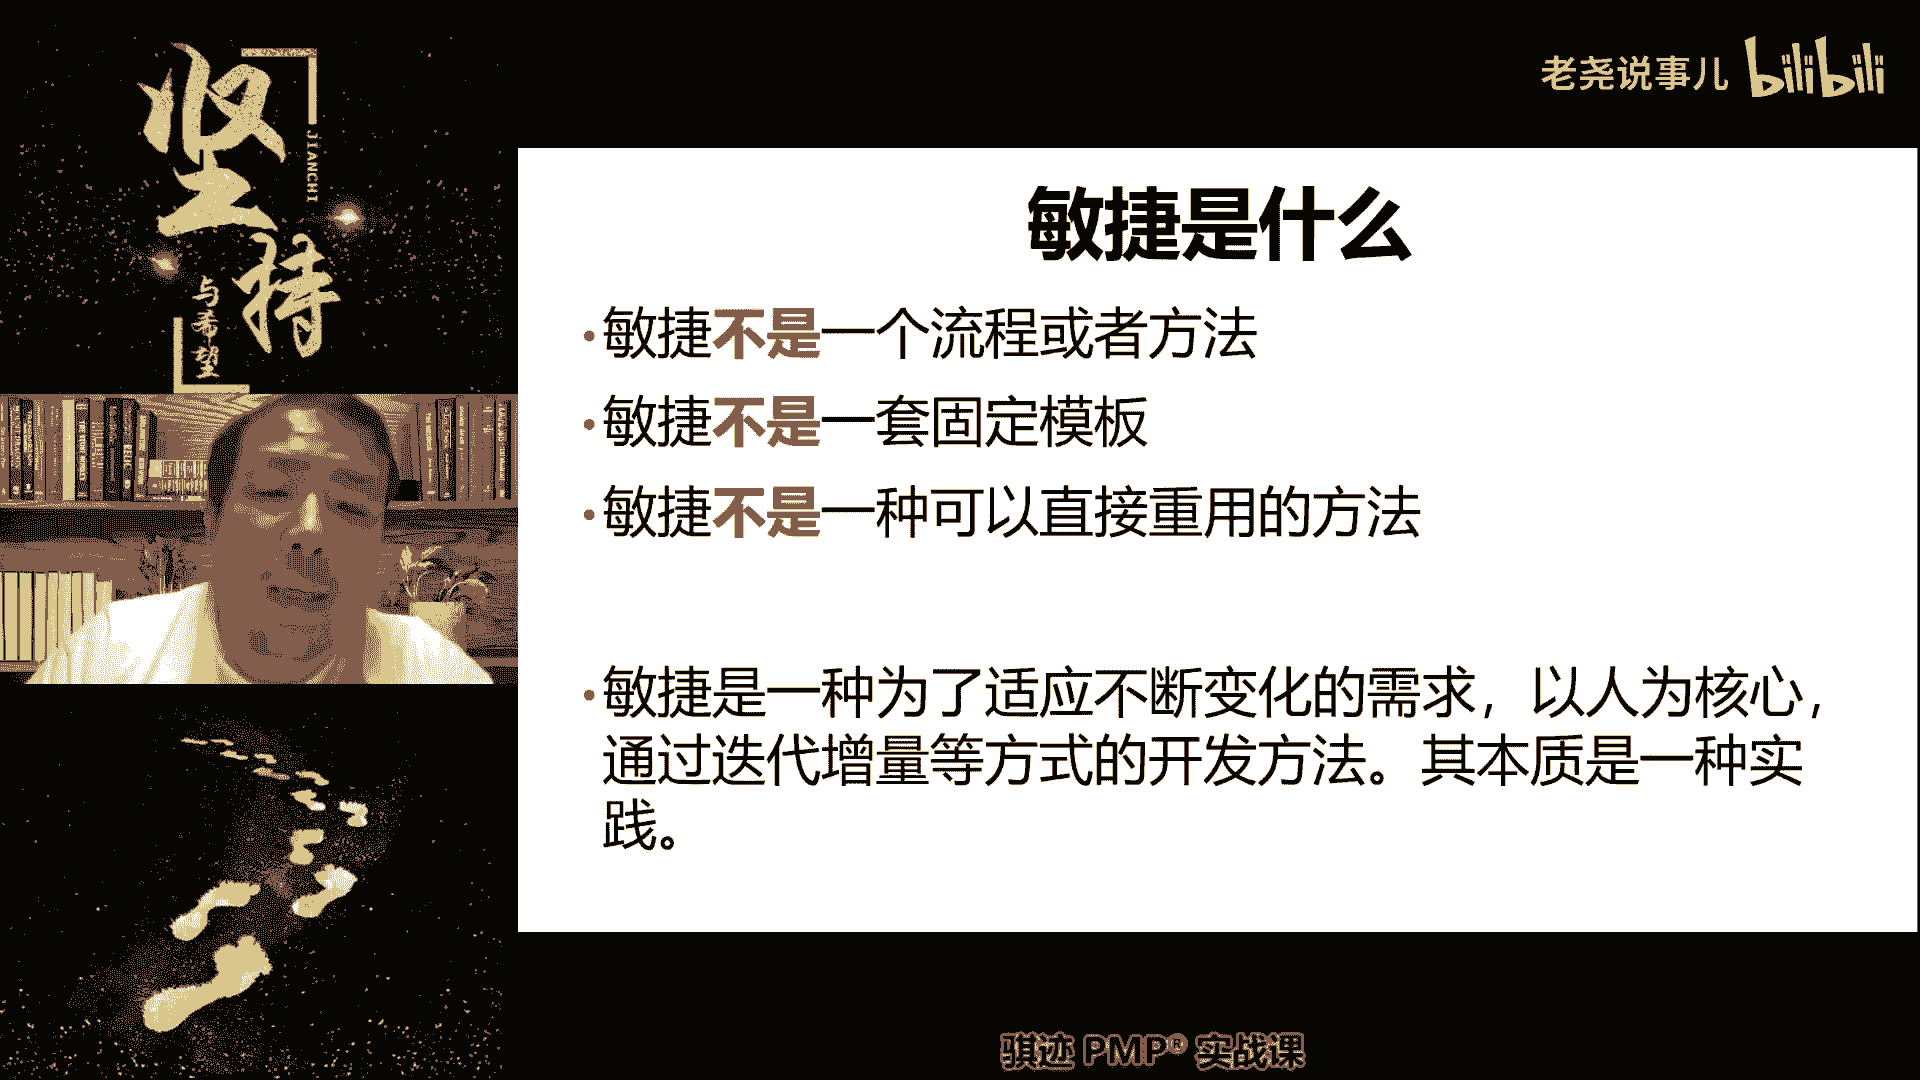 坚持
JIANCHI
与希望
老尧说事儿 bilibili
敏捷是什么
•敏捷不是一个流程或者方法
•敏捷不是一套固定模板
•敏捷不是一种可以直接重用的方法
•敏捷是一种为了适应不断变化的需求，以人为核心，
通过迭代增量等方式的开发方法。其本质是一种实
践。
骐迹 PMP® 实战课